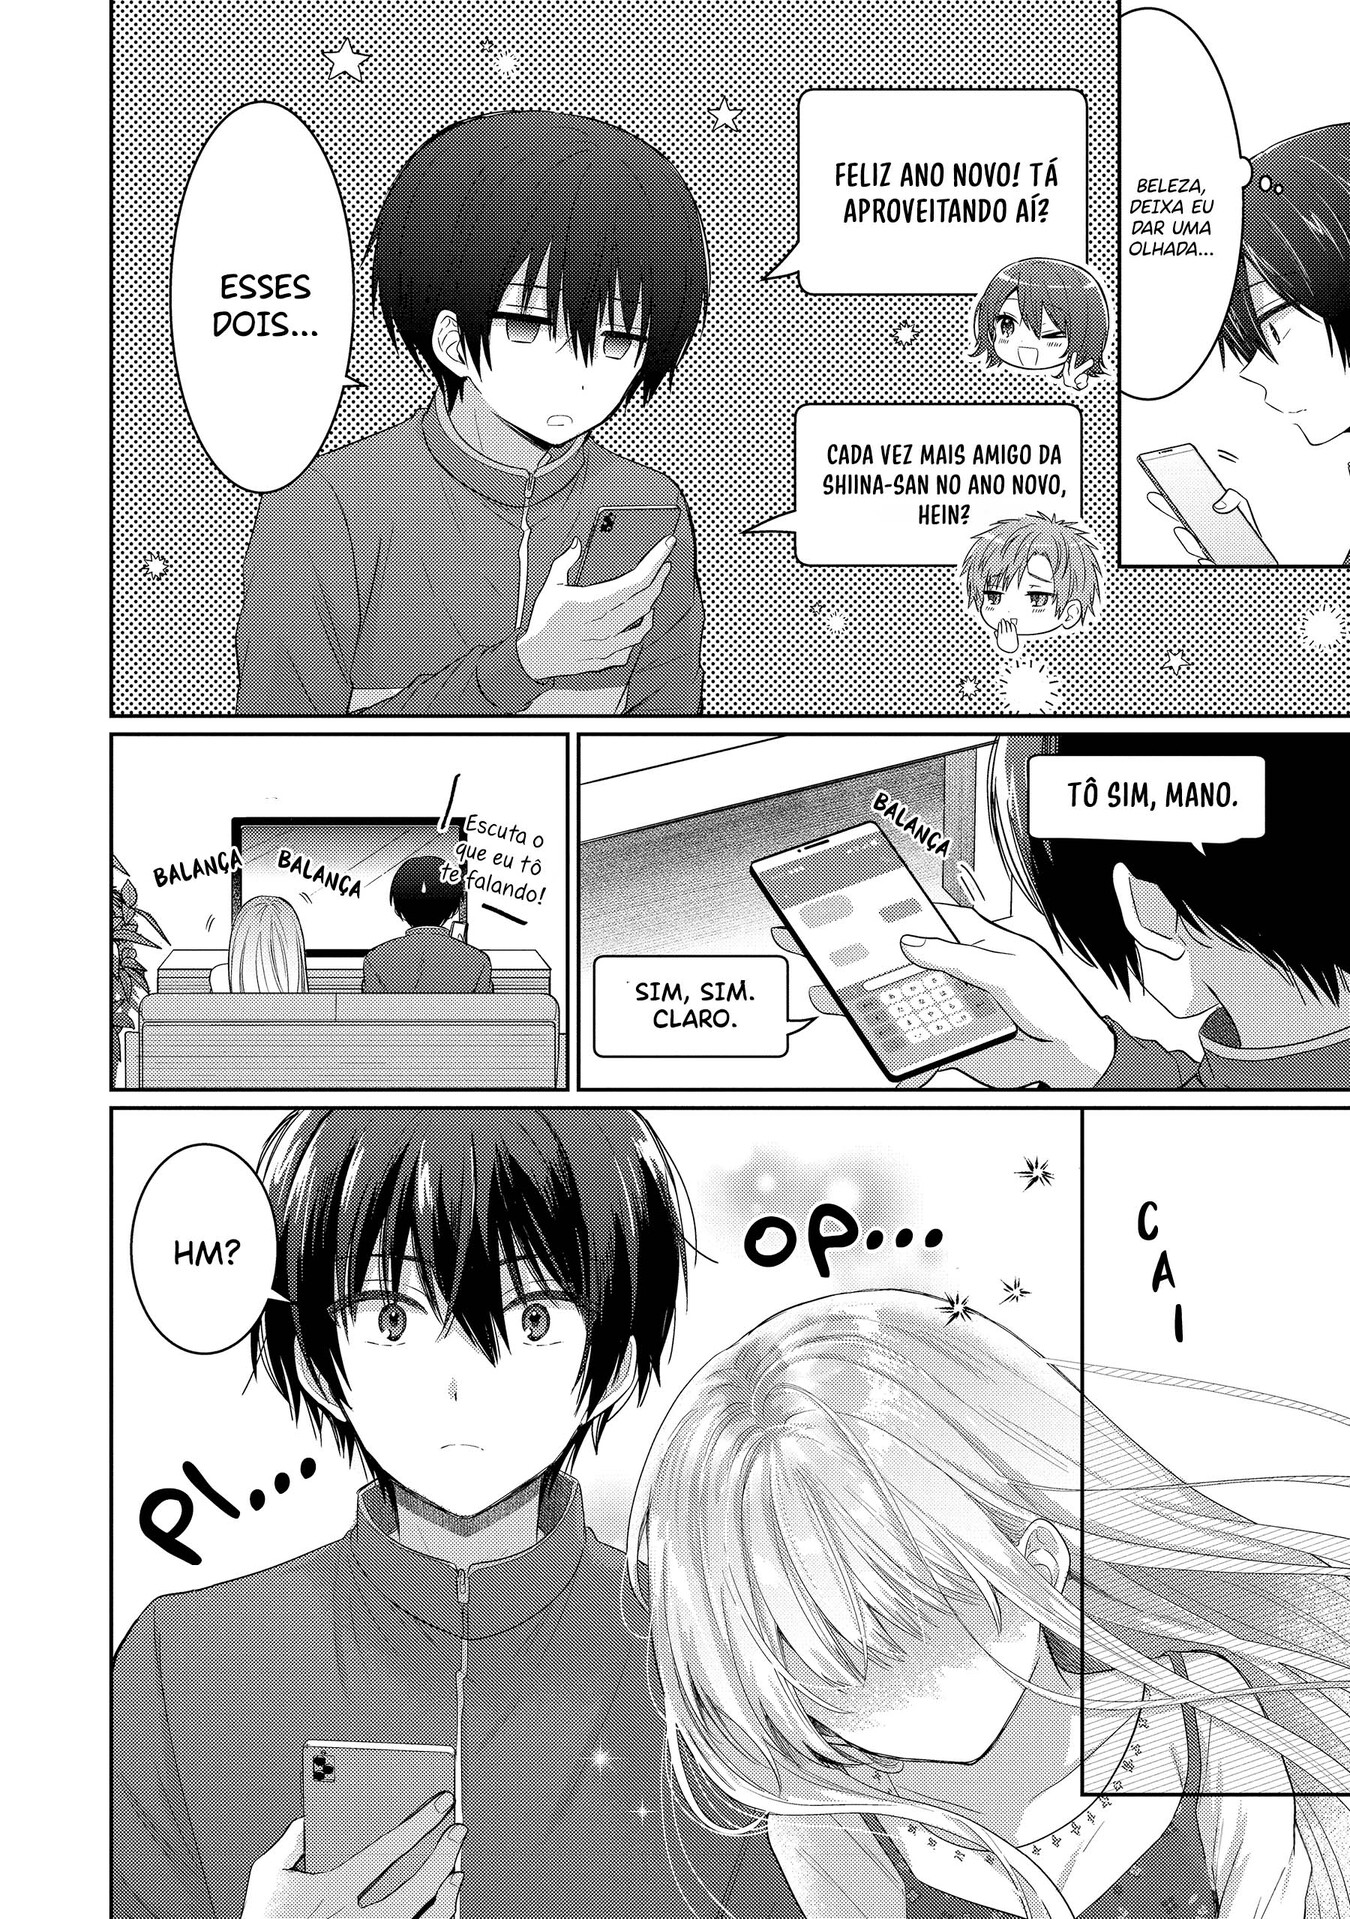 BELEZA,
DEIXA EU
DAR UMA
OLHADA...
FELIZ ANO NOVO! TÁ
APROVEITANDO AÍ?
CADA VEZ MAIS AMIGO DA
SHIINA-SAN NO ANO NOVO,
HEIN?
ESSES
DOIS...
TÔ SIM, MANO.
BALANÇA
SIM, SIM.
CLARO.
Escuta o
que eu tô
te falando!
BALANÇA
BALANÇA
CAI
OP...
HM?
PI...